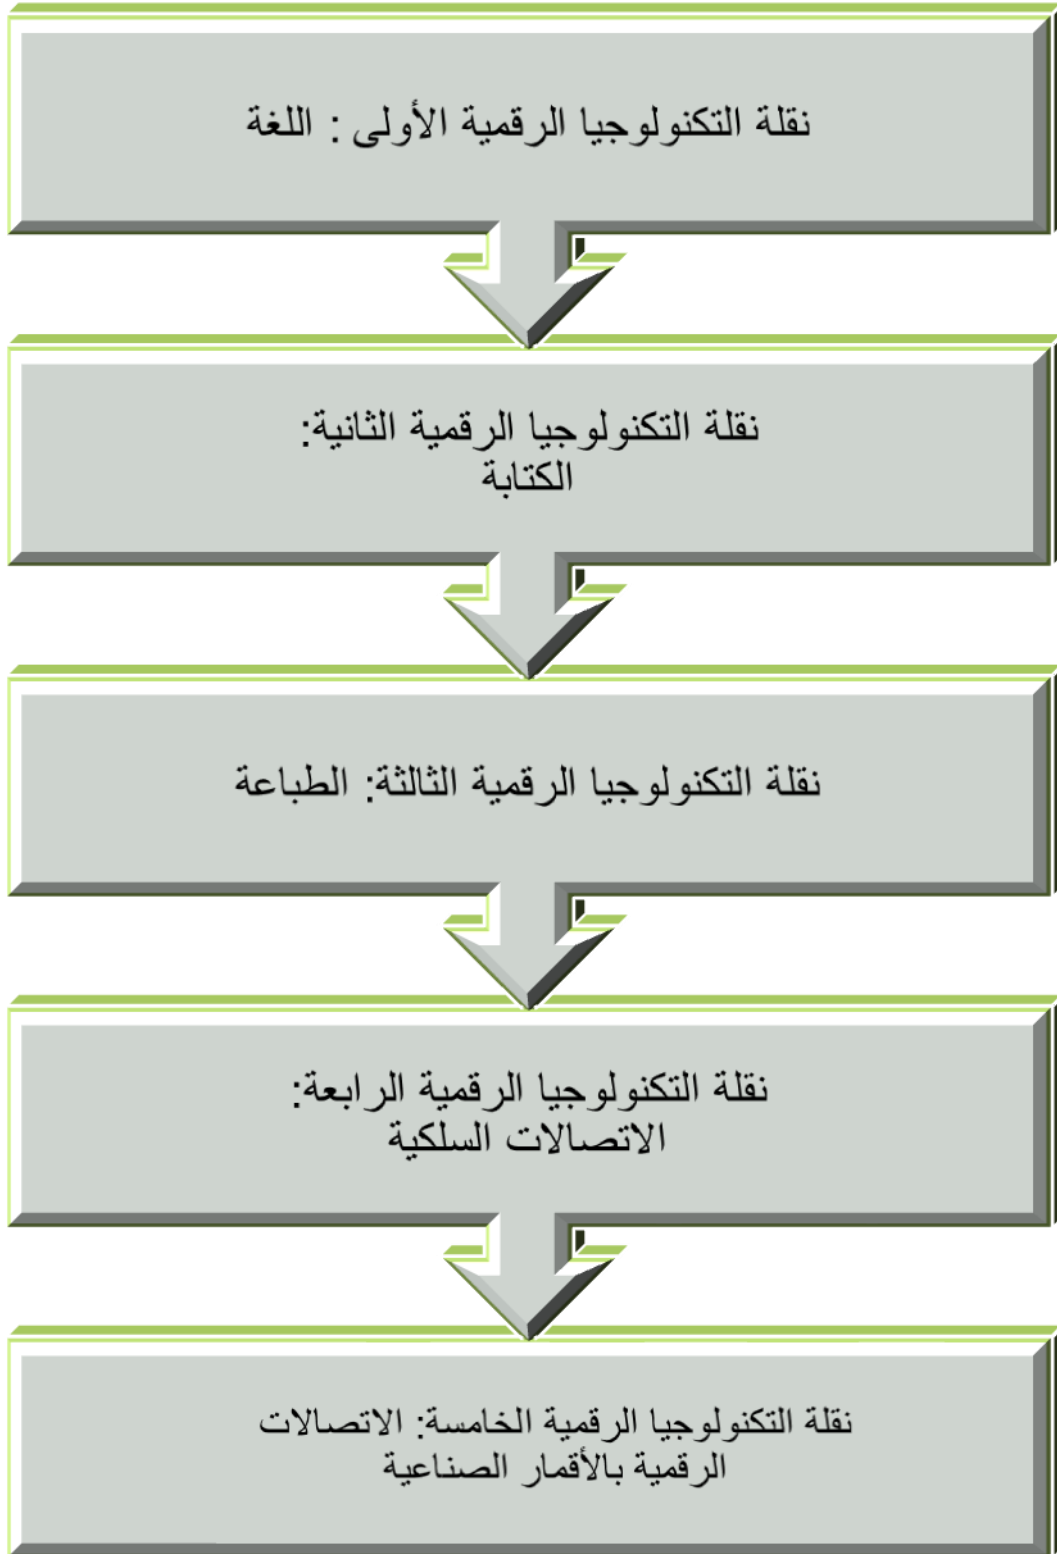 نقلة التكنولوجيا الرقمية الأولى : اللغة
نقلة التكنولوجيا الرقمية الثانية:
الكتابة
نقلة التكنولوجيا الرقمية الثالثة: الطباعة
نقلة التكنولوجيا الرقمية الرابعة:
الاتصالات السلكية
نقلة التكنولوجيا الرقمية الخامسة: الاتصالات
الرقمية بالأقمار الصناعية